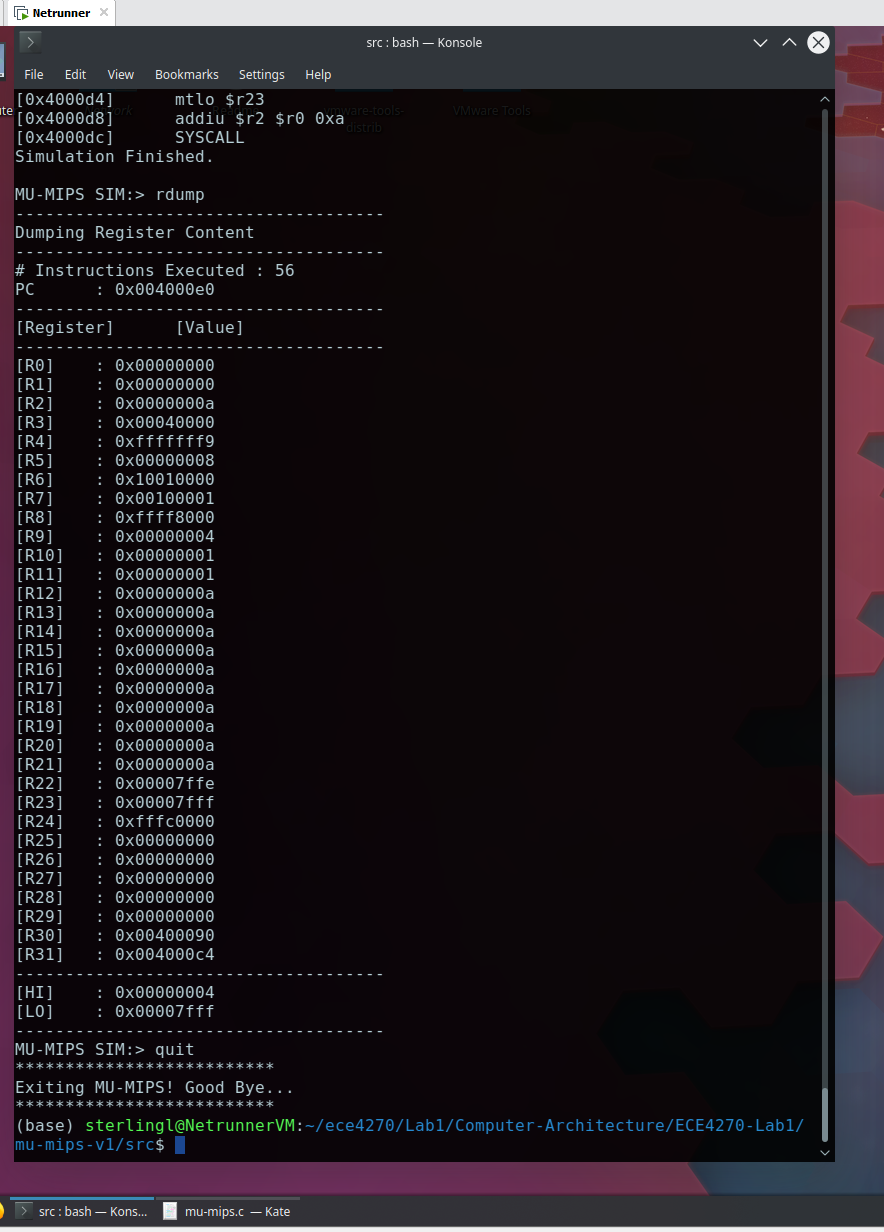 Netrunner
src : bash — Konsole
File Edit View Bookmarks Settings Help
[0x4000d4]      mtlo $r23
[0x4000d8]      addiu $r2 $r0 0xa
[0x4000dc]      SYSCALL
Simulation Finished.
vmware-tools-distrib
VMware Tools
MU-MIPS SIM:> rdump
-------------------------------------
Dumping Register Content
-------------------------------------
# Instructions Executed : 56
PC      : 0x004000e0
-------------------------------------
[Register]      [Value]
-------------------------------------
[R0]    : 0x00000000
[R1]    : 0x00000000
[R2]    : 0x0000000a
[R3]    : 0x00040000
[R4]    : 0xfffffff9
[R5]    : 0x00000008
[R6]    : 0x10010000
[R7]    : 0x00100001
[R8]    : 0xffff8000
[R9]    : 0x00000004
[R10]   : 0x00000001
[R11]   : 0x00000001
[R12]   : 0x0000000a
[R13]   : 0x0000000a
[R14]   : 0x0000000a
[R15]   : 0x0000000a
[R16]   : 0x0000000a
[R17]   : 0x0000000a
[R18]   : 0x0000000a
[R19]   : 0x0000000a
[R20]   : 0x0000000a
[R21]   : 0x0000000a
[R22]   : 0x00007ffe
[R23]   : 0x00007fff
[R24]   : 0xfffc0000
[R25]   : 0x00000000
[R26]   : 0x00000000
[R27]   : 0x00000000
[R28]   : 0x00000000
[R29]   : 0x00000000
[R30]   : 0x00400090
[R31]   : 0x004000c4
-------------------------------------
[HI]    : 0x00000004
[LO]    : 0x00007fff
-------------------------------------
MU-MIPS SIM:> quit
**************************
Exiting MU-MIPS! Good Bye...
**************************
(base) sterlingl@NetrunnerVM:~/ece4270/Lab1/Computer-Architecture/ECE4270-Lab1/
mu-mips-v1/src$
src : bash — Kons...
mu-mips.c — Kate